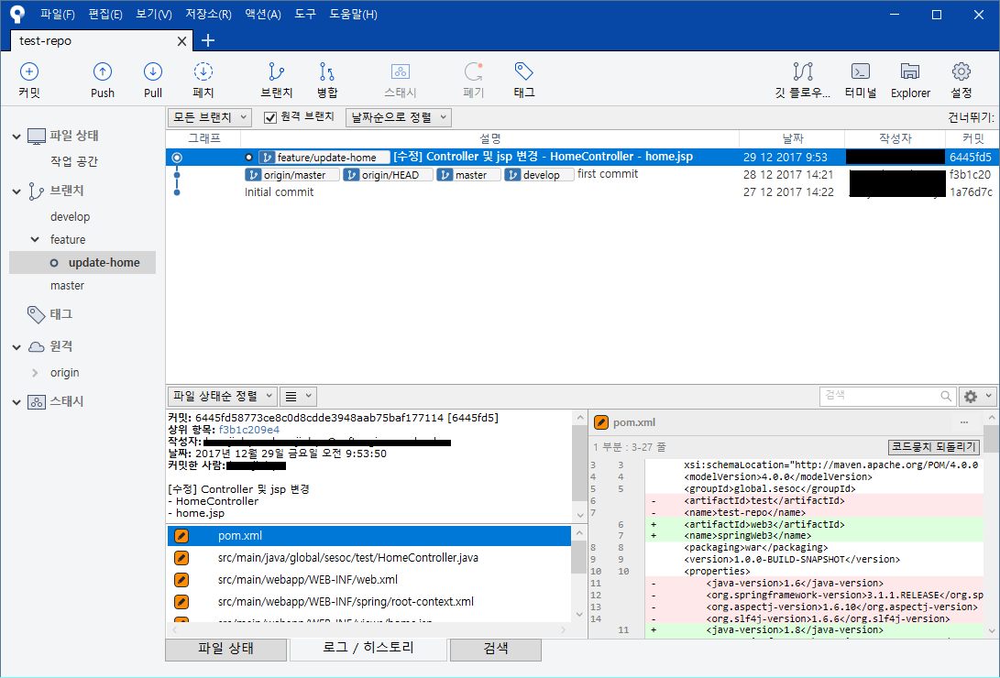 파일(F) 편집(E) 보기(V) 저장소(R) 액션(A) 도구 도움말(H)
test-repo
커밋 Push Pull 패치 브랜치 병합 스태시 폐기 태그 깃 플로우... 터미널 Explorer 설정
모든 브랜치 원격 브랜치 날짜순으로 정렬 건너뛰기:
그래프 설명 날짜 작성자 커밋
feature/update-home [수정] Controller 및 jsp 변경 - HomeController - home.jsp 29 12 2017 9:53 6445fd5
origin/master origin/HEAD master develop first commit 28 12 2017 14:21 f3b1c20
Initial commit 27 12 2017 14:22 1a76d7c
파일 상태
작업 공간
브랜치
develop
feature
update-home
master
태그
원격
origin
스태시
파일 상태순 정렬 검색
커밋: 6445fd58773ce8c0d8cdde3948aab75baf177114 [6445fd5]
상위 항목: f3b1c209e4
작성자:
날짜: 2017년 12월 29일 금요일 오전 9:53:50
커밋한 사람:
[수정] Controller 및 jsp 변경
- HomeController
- home.jsp
pom.xml
src/main/java/global/sesoc/test/HomeController.java
src/main/webapp/WEB-INF/web.xml
src/main/webapp/WEB-INF/spring/root-context.xml
src/main/webapp/WEB-INF/views/home.jsp
pom.xml ...
1 부분 : 3-27 줄 코드뭉치 되돌리기
3 3 xsi:schemaLocation="http://maven.apache.org/POM/4.0.0
4 4 <modelVersion>4.0.0</modelVersion>
5 5 <groupId>global.sesoc</groupId>
6 - <artifactId>test</artifactId>
7 - <name>test-repo</name>
6 + <artifactId>web3</artifactId>
7 + <name>springWeb3</name>
8 8 <packaging>war</packaging>
9 9 <version>1.0.0-BUILD-SNAPSHOT</version>
10 10 <properties>
11 - <java-version>1.6</java-version>
12 - <org.springframework-version>3.1.1.RELEASE</org.sp
13 - <org.aspectj-version>1.6.10</org.aspectj-version>
14 - <org.slf4j-version>1.6.6</org.slf4j-version>
11 + <java-version>1.8</java-version>
파일 상태 로그 / 히스토리 검색